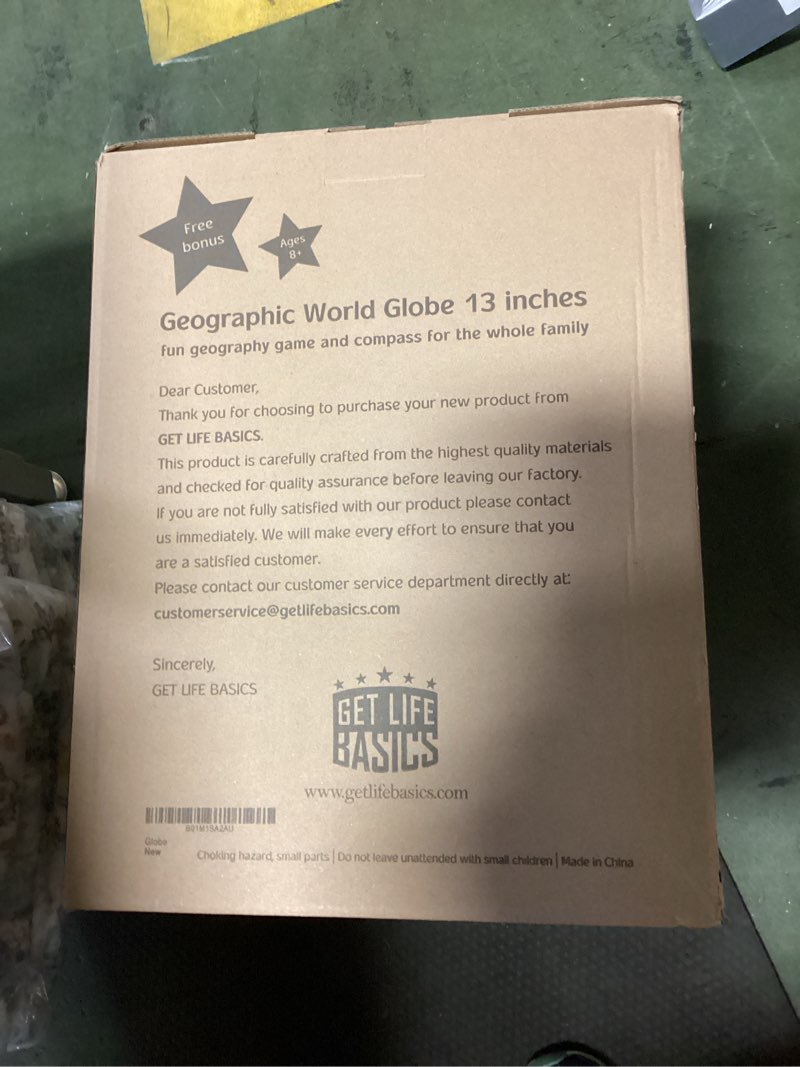 Free
bonus
Ages
8+
Geographic World Globe 13 inches
fun geography game and compass for the whole family
Dear Customer,
Thank you for choosing to purchase your new product from
GET LIFE BASICS.
This product is carefully crafted from the highest quality materials
and checked for quality assurance before leaving our factory.
If you are not fully satisfied with our product please contact
us immediately. We will make every effort to ensure that you
are a satisfied customer.
Please contact our customer service department directly at:
customerservice@getlifebasics.com
Sincerely,
GET LIFE BASICS
GET LIFE
BASICS
www.getlifebasics.com
Globe
New
Choking hazard, small parts | Do not leave unattended with small children | Made in China